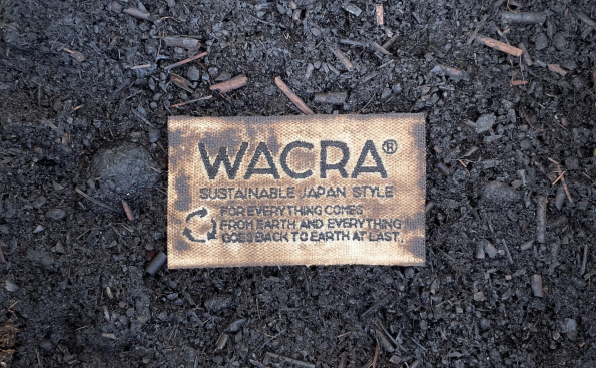 WACRA®
SUSTAINABLE JAPAN STYLE
FOR EVERYTHING COMES
FROM EARTH AND EVERYTHING
GOES BACK TO EARTH AT LAST.